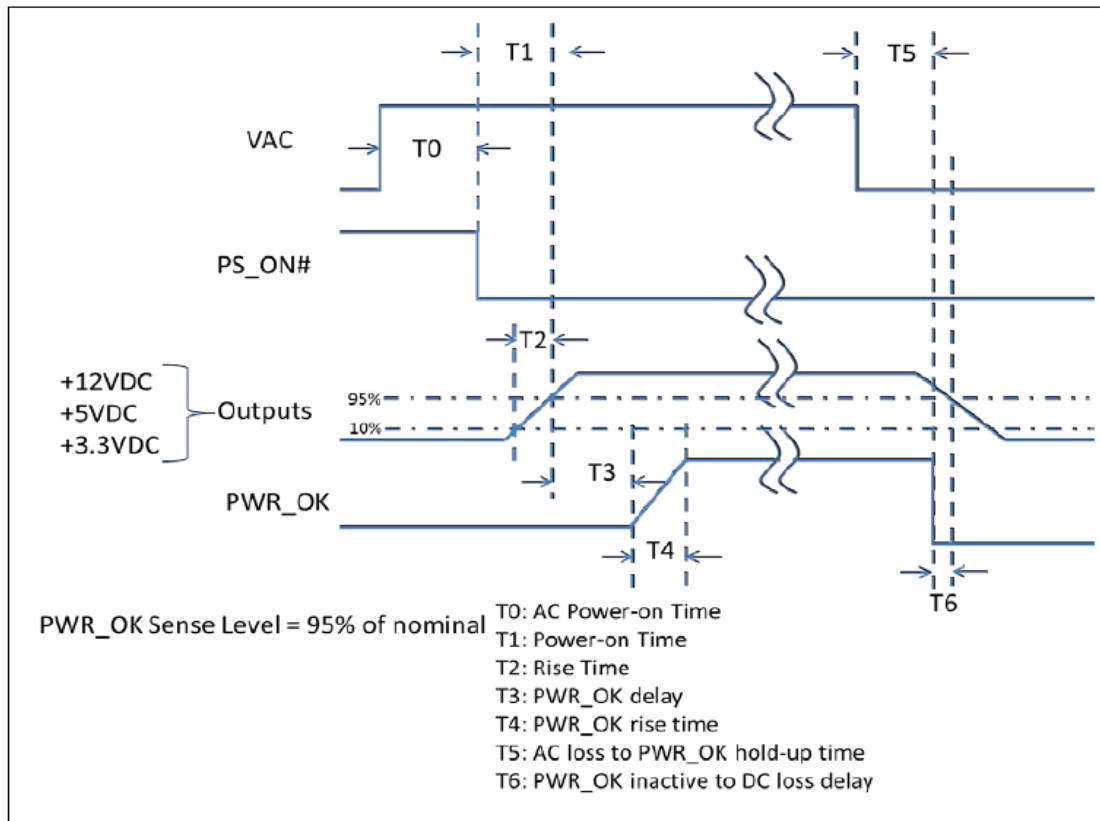 T1
T5
VAC
T0
PS_ON#
T2
+12VDC
+5VDC
+3.3VDC
Outputs
95%
10%
T3
PWR_OK
T4
T6
PWR_OK Sense Level = 95% of nominal
T0: AC Power-on Time
T1: Power-on Time
T2: Rise Time
T3: PWR_OK delay
T4: PWR_OK rise time
T5: AC loss to PWR_OK hold-up time
T6: PWR_OK inactive to DC loss delay